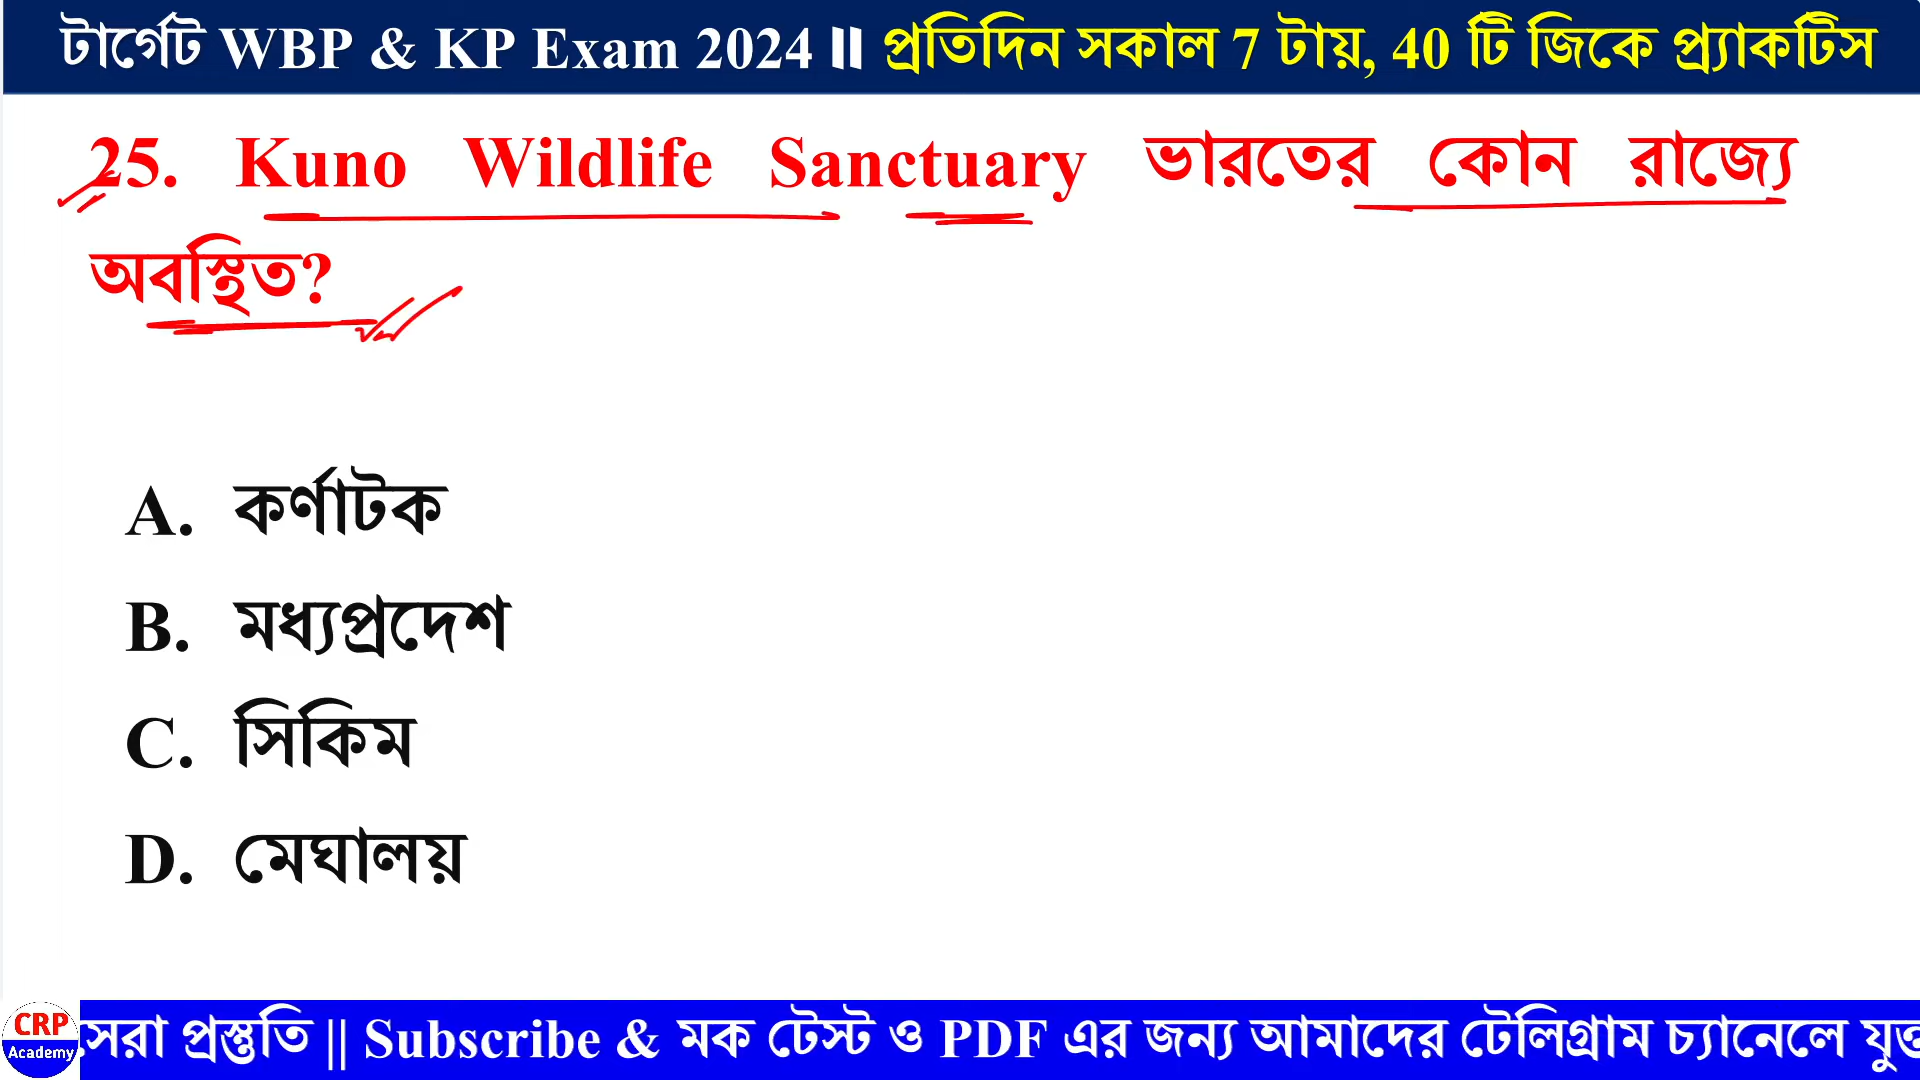 টার্গেট WBP & KP Exam 2024 ॥ প্রতিদিন সকাল 7 টায়, 40 টি জিকে প্র্যাকটিস
25. Kuno Wildlife Sanctuary ভারতের কোন রাজ্যে
অবস্থিত?
A. কর্ণাটক
B. মধ্যপ্রদেশ
C. সিকিম
D. মেঘালয়
CRP
Academy
সেরা প্রস্তুতি || Subscribe & মক টেস্ট ও PDF এর জন্য আমাদের টেলিগ্রাম চ্যানেলে